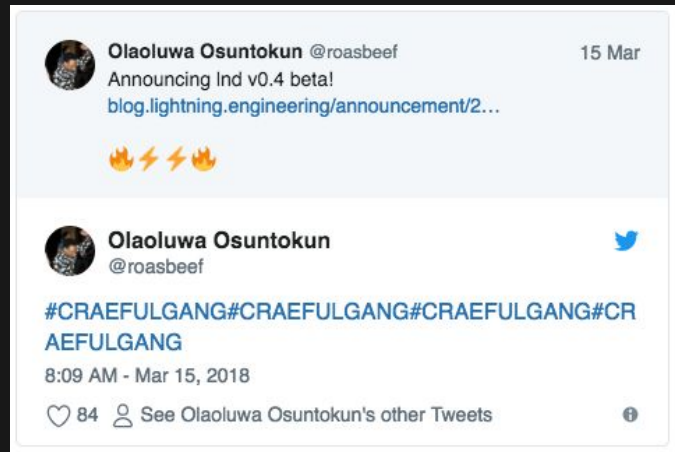 Olaoluwa Osuntokun @roasbeef 15 Mar
Announcing lnd v0.4 beta!
blog.lightning.engineering/announcement/2...
🔥⚡⚡🔥
Olaoluwa Osuntokun
@roasbeef
#CRAEFULGANG#CRAEFULGANG#CRAEFULGANG#CR
AEFULGANG
8:09 AM - Mar 15, 2018
84 See Olaoluwa Osuntokun's other Tweets